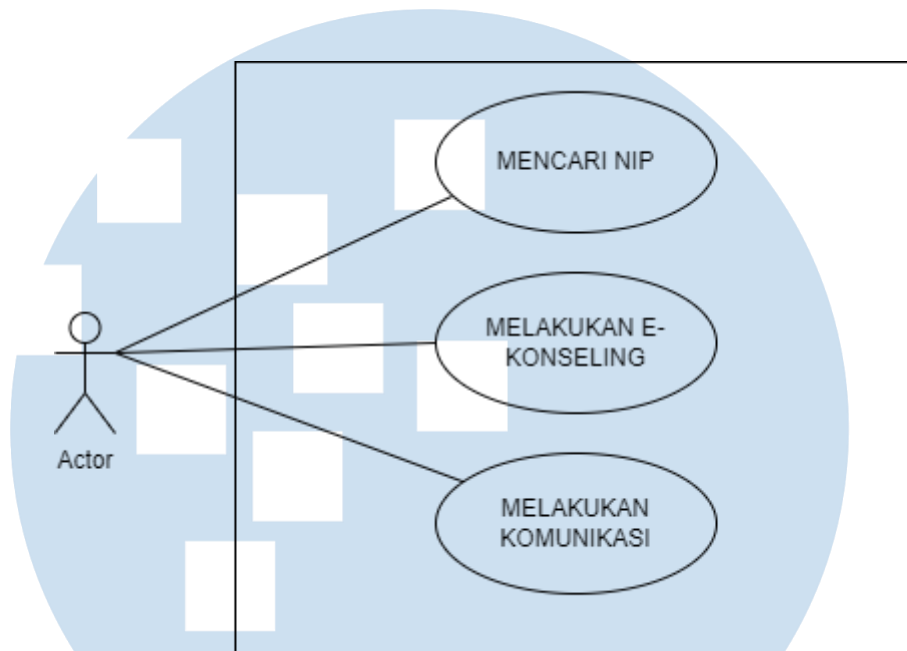 MENCARI NIP
MELAKUKAN E-
KONSELING
Actor
MELAKUKAN
KOMUNIKASI